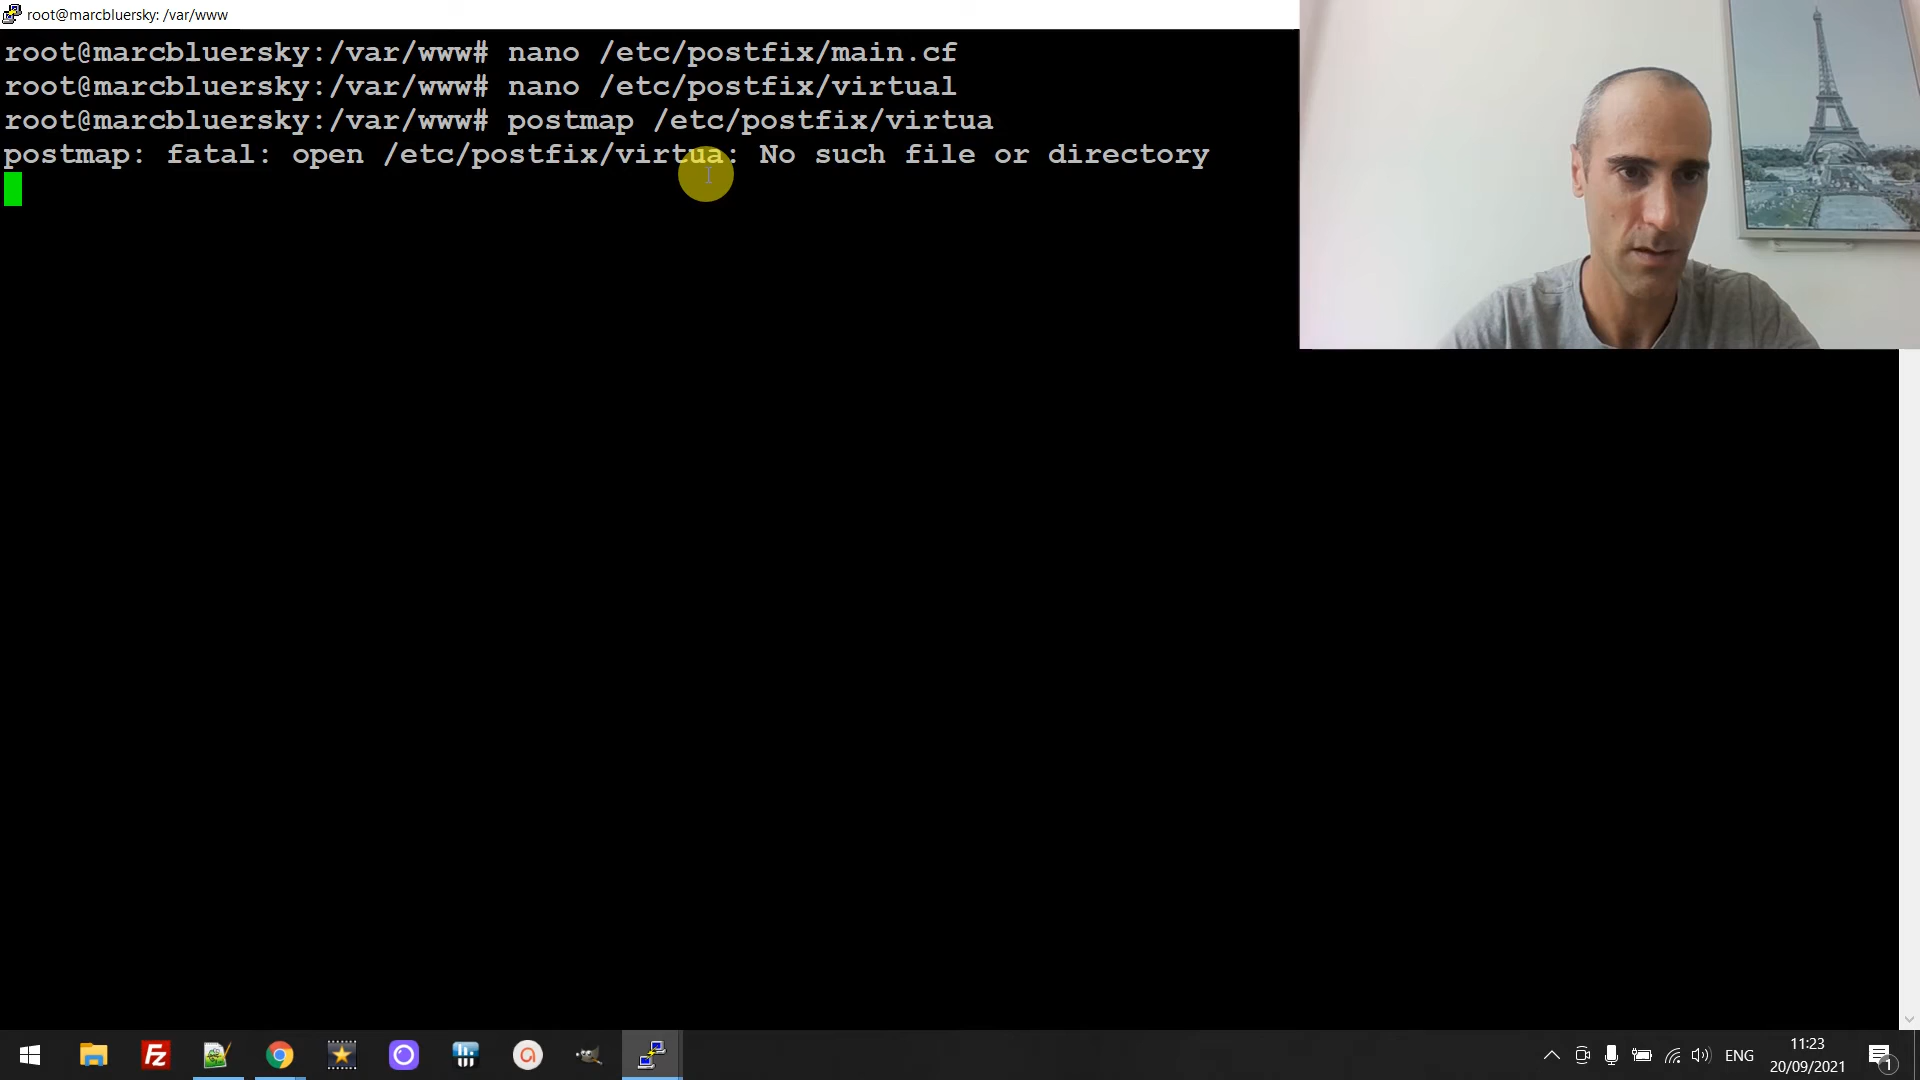 root@marcbluersky: /var/www
root@marcbluersky:/var/www# nano /etc/postfix/main.cf
root@marcbluersky:/var/www# nano /etc/postfix/virtual
root@marcbluersky:/var/www# postmap /etc/postfix/virtua
postmap: fatal: open /etc/postfix/virtua: No such file or directory
Fz
a
ENG
11:23
20/09/2021
1